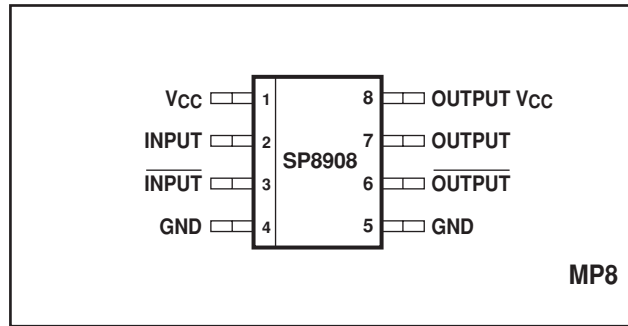 VCC 1 8 OUTPUT VCC
INPUT 2 7 OUTPUT
SP8908
INPUT 3 6 OUTPUT
GND 4 5 GND
MP8